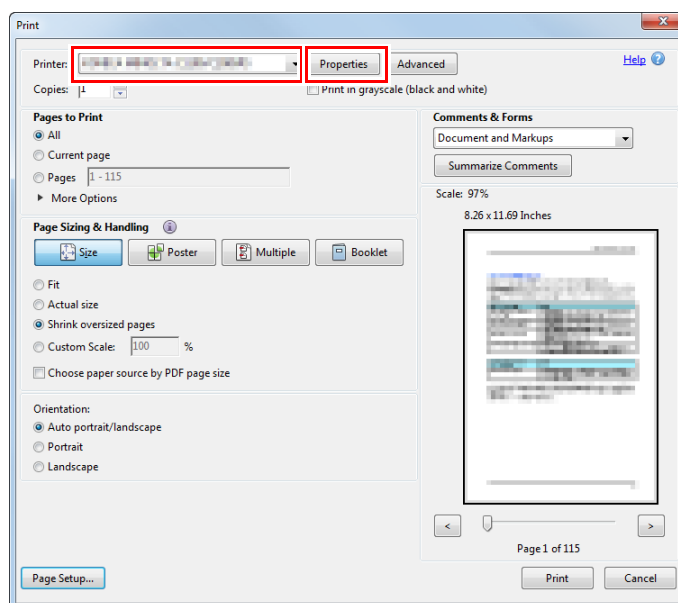 Print
Printer: Properties Advanced Help
Copies: 1 Print in grayscale (black and white)
Pages to Print
All
Current page
Pages 1 - 115
More Options
Page Sizing & Handling
Size Poster Multiple Booklet
Fit
Actual size
Shrink oversized pages
Custom Scale: 100 %
Choose paper source by PDF page size
Orientation:
Auto portrait/landscape
Portrait
Landscape
Comments & Forms
Document and Markups
Summarize Comments
Scale: 97%
8.26 x 11.69 Inches
< >
Page 1 of 115
Page Setup... Print Cancel